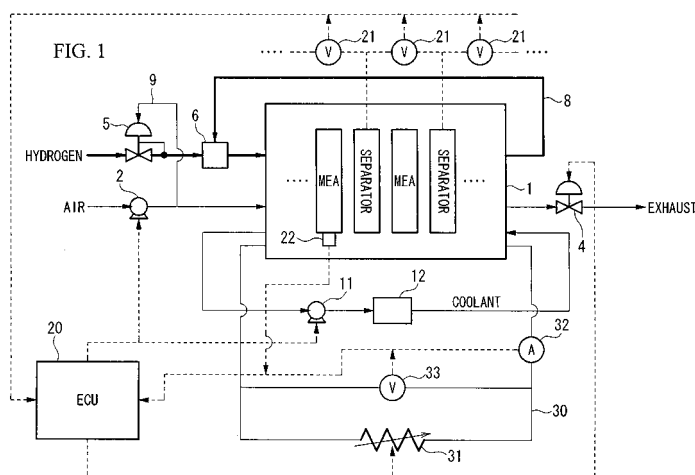 FIG. 1
V 21 V 21 V 21
9
8
5
6
HYDROGEN
2
AIR
MEA
SEPARATOR
MEA
SEPARATOR
1
EXHAUST
4
22
11
12
COOLANT
20
32
A
33
V
ECU
30
31